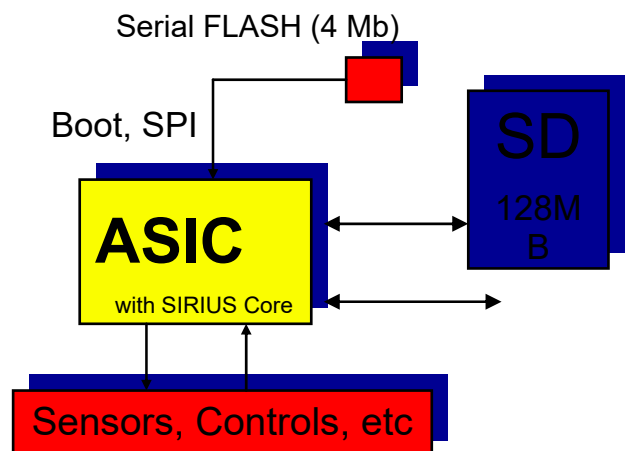 Serial FLASH (4 Mb)
Boot, SPI
SD
128M
B
ASIC
with SIRIUS Core
Sensors, Controls, etc